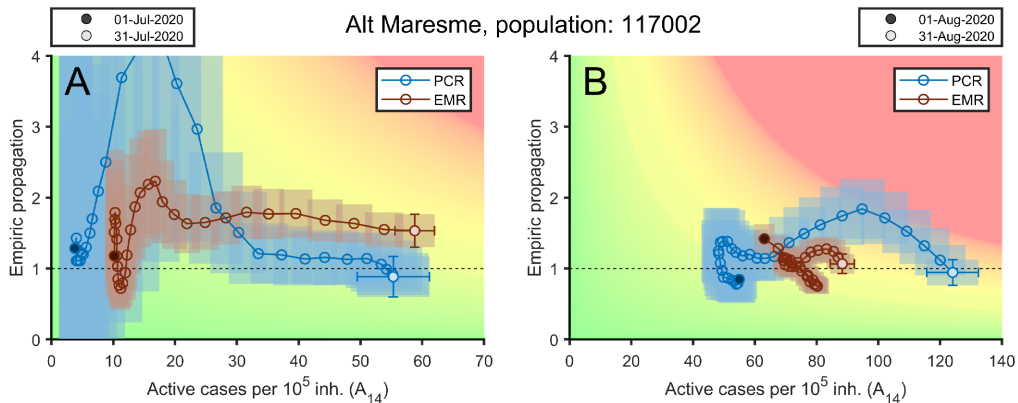 01-Jul-2020
31-Jul-2020
Alt Maresme, population: 117002
01-Aug-2020
31-Aug-2020
A
PCR
EMR
Empiric propagation
4
3
2
1
0
0 10 20 30 40 50 60 70
Active cases per 10⁵ inh. (A₁₄)
B
PCR
EMR
Empiric propagation
4
3
2
1
0
0 20 40 60 80 100 120 140
Active cases per 10⁵ inh. (A₁₄)